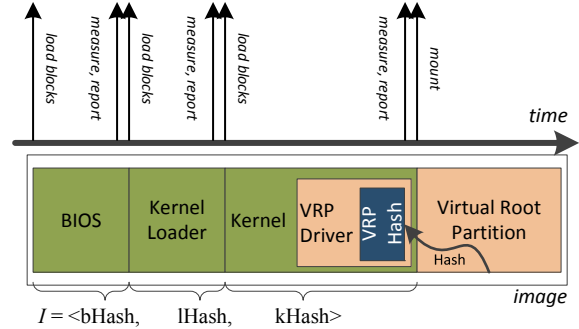 load blocks
measure, report
load blocks
measure, report
load blocks
measure, report
mount
time
BIOS
Kernel
Loader
Kernel
VRP
Driver
VRP
Hash
Virtual Root
Partition
Hash
image
I = <bHash, lHash, kHash>